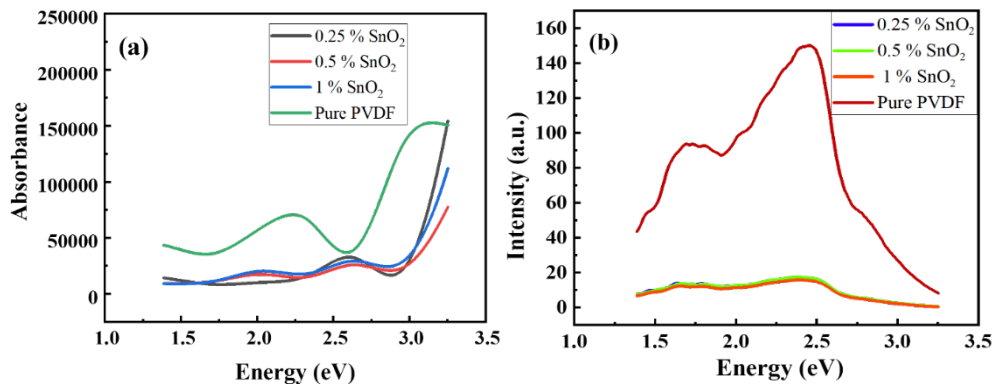 (a)
0.25 % SnO₂
0.5 % SnO₂
1 % SnO₂
Pure PVDF
Absorbance
250000
200000
150000
100000
50000
0
1.0 1.5 2.0 2.5 3.0 3.5
Energy (eV)
(b)
0.25 % SnO₂
0.5 % SnO₂
1 % SnO₂
Pure PVDF
Intensity (a.u.)
160
140
120
100
80
60
40
20
0
1.0 1.5 2.0 2.5 3.0 3.5
Energy (eV)